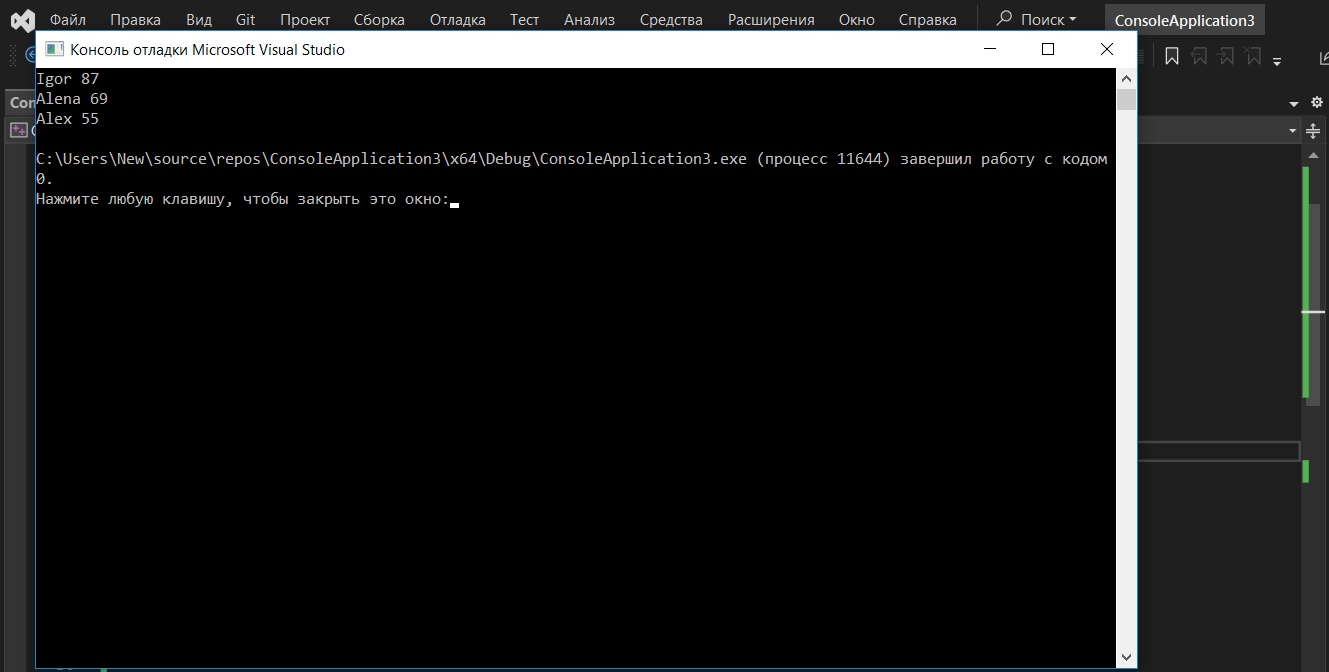 Файл Правка Вид Git Проект Сборка Отладка Тест Анализ Средства Расширения Окно Справка Поиск ConsoleApplication3
Консоль отладки Microsoft Visual Studio
Igor 87
Alena 69
Alex 55
C:\Users\New\source\repos\ConsoleApplication3\x64\Debug\ConsoleApplication3.exe (процесс 11644) завершил работу с кодом
0.
Нажмите любую клавишу, чтобы закрыть это окно: